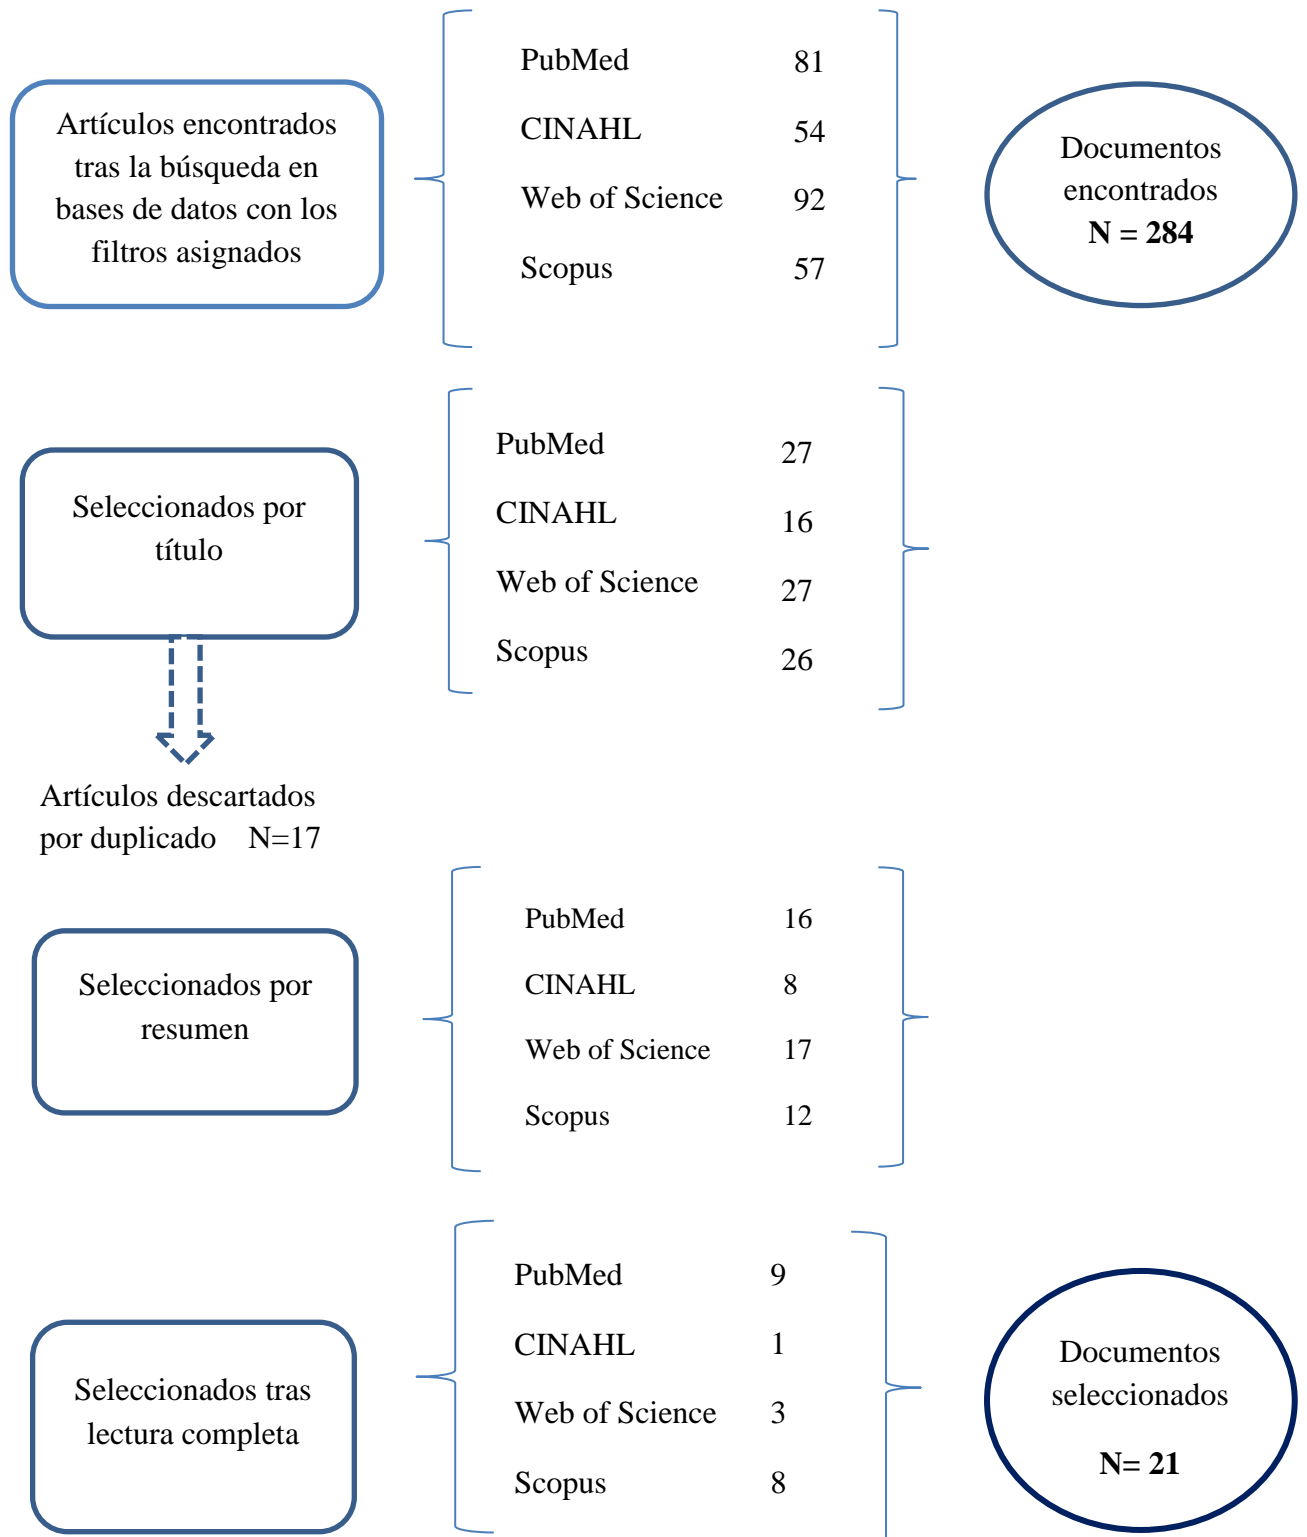 Artículos encontrados
tras la búsqueda en
bases de datos con los
filtros asignados
PubMed 81
CINAHL 54
Web of Science 92
Scopus 57
Documentos
encontrados
N = 284
Seleccionados por
título
PubMed 27
CINAHL 16
Web of Science 27
Scopus 26
Artículos descartados
por duplicado N=17
Seleccionados por
resumen
PubMed 16
CINAHL 8
Web of Science 17
Scopus 12
Seleccionados tras
lectura completa
PubMed 9
CINAHL 1
Web of Science 3
Scopus 8
Documentos
seleccionados
N= 21